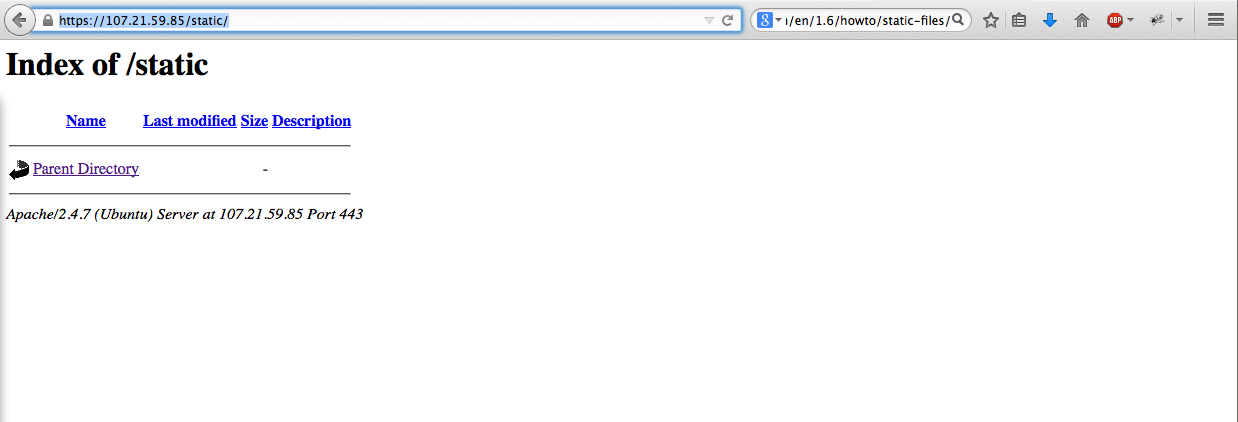 https://107.21.59.85/static/
/en/1.6/howto/static-files/
ABP
Index of /static
Name Last modified Size Description
Parent Directory -
Apache/2.4.7 (Ubuntu) Server at 107.21.59.85 Port 443